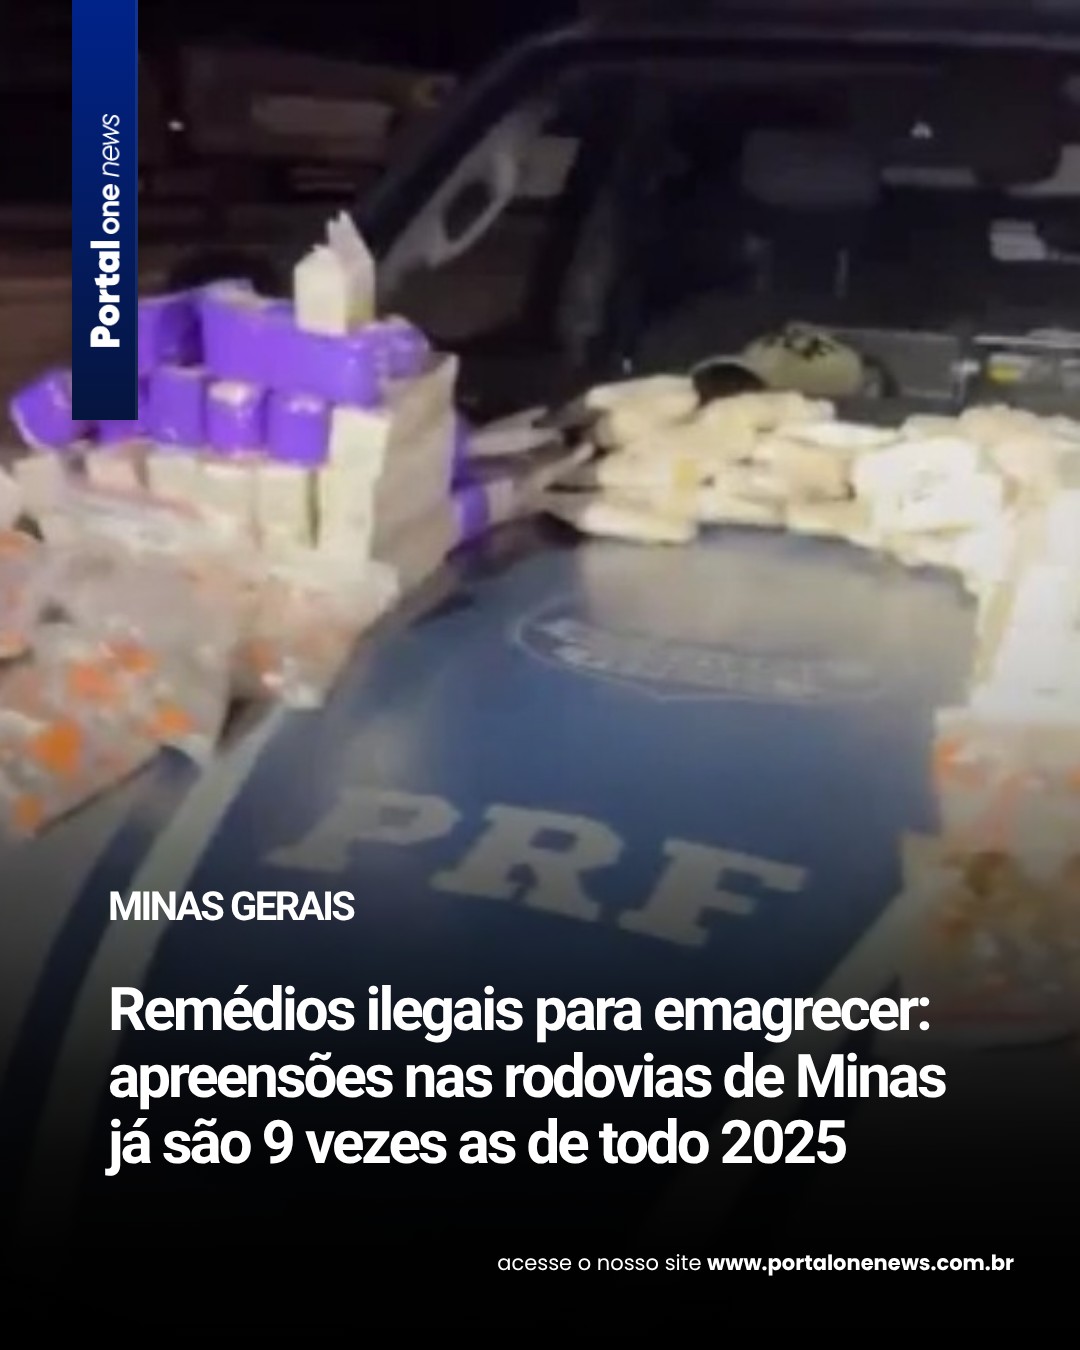 Portal one news
PRF
MINAS GERAIS
Remédios ilegais para emagrecer:
apreensões nas rodovias de Minas
já são 9 vezes as de todo 2025
acesse o nosso site www.portalonenews.com.br